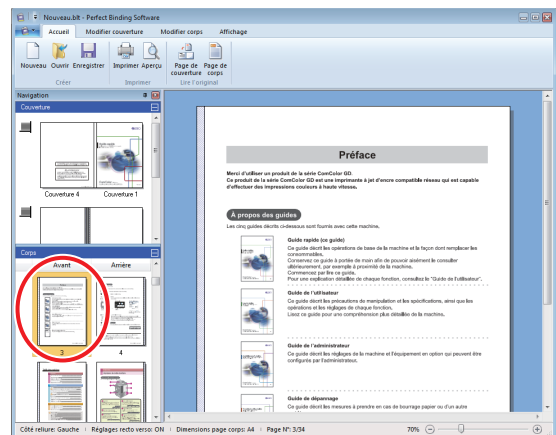 Nouveau.blt - Perfect Binding Software
Accueil
Modifier couverture
Modifier corps
Affichage
Nouveau
Ouvrir
Enregistrer
Imprimer
Aperçu
Page de couverture
Page de corps
Créer
Imprimer
Lire l'original
Navigation
Couverture
Couverture 4
Couverture 1
Corps
Avant
Arrière
3
4
Préface
Merci d'utiliser un produit de la série ComColor GD.
Ce produit de la série ComColor GD est une imprimante à jet d'encre compatible réseau qui est capable
d'effectuer des impressions couleurs à haute vitesse.
À propos des guides
Les cinq guides décrits ci-dessous sont fournis avec cette machine.
Guide rapide (ce guide)
Ce guide décrit les opérations de base de la machine et la façon dont remplacer les
consommables.
Conservez ce guide à portée de main afin de pouvoir aisément le consulter
ultérieurement, par exemple à proximité de la machine.
Commencez par lire ce guide.
Pour une explication détaillée de chaque fonction, consultez le "Guide de l'utilisateur".
Guide de l'utilisateur
Ce guide décrit les précautions de manipulation et les spécifications, ainsi que les
opérations et les réglages de chaque fonction.
Lisez ce guide pour une compréhension plus détaillée de la machine.
Guide de l'administrateur
Ce guide décrit les réglages de la machine et l'équipement en option qui peuvent être
configurés par l'administrateur.
Guide de dépannage
Ce guide décrit les mesures à prendre en cas de bourrage papier ou d'un autre
Côté reliure: Gauche
Réglages recto verso: ON
Dimensions page corps: A4
Page N°: 3/34
70%